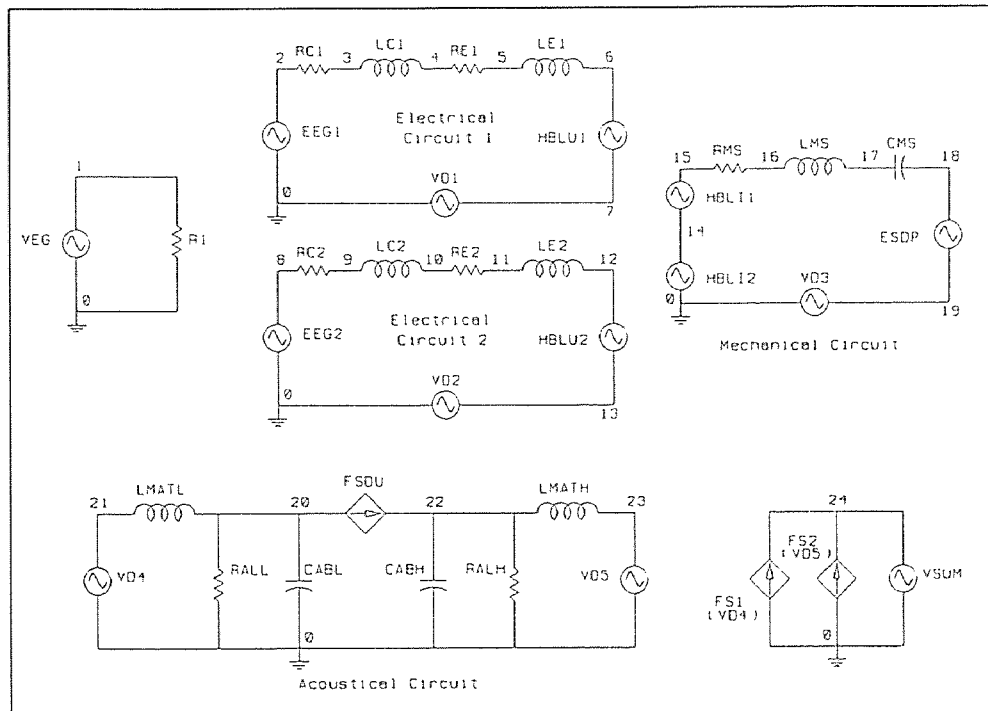 2 RC1 3 LC1 4 RE1 5 LE1 6
EEG1
Electrical
Circuit 1
HBLU1
0 VD1 7
1
VEG
R1
0
8 RC2 9 LC2 10 RE2 11 LE2 12
EEG2
Electrical
Circuit 2
HBLU2
0 VD2 13
15 RMS 16 LMS 17 CMS 18
HBLI1
14
ESDP
HBLI2
0 VD3 19
Mechanical Circuit
21 LMATL 20 FSDU 22 LMATH 23
VD4
RALL
CABL
CABH
RALH
VD5
0
Acoustical Circuit
24
FS2
(VD5)
VSUM
FS1
(VD4)
0